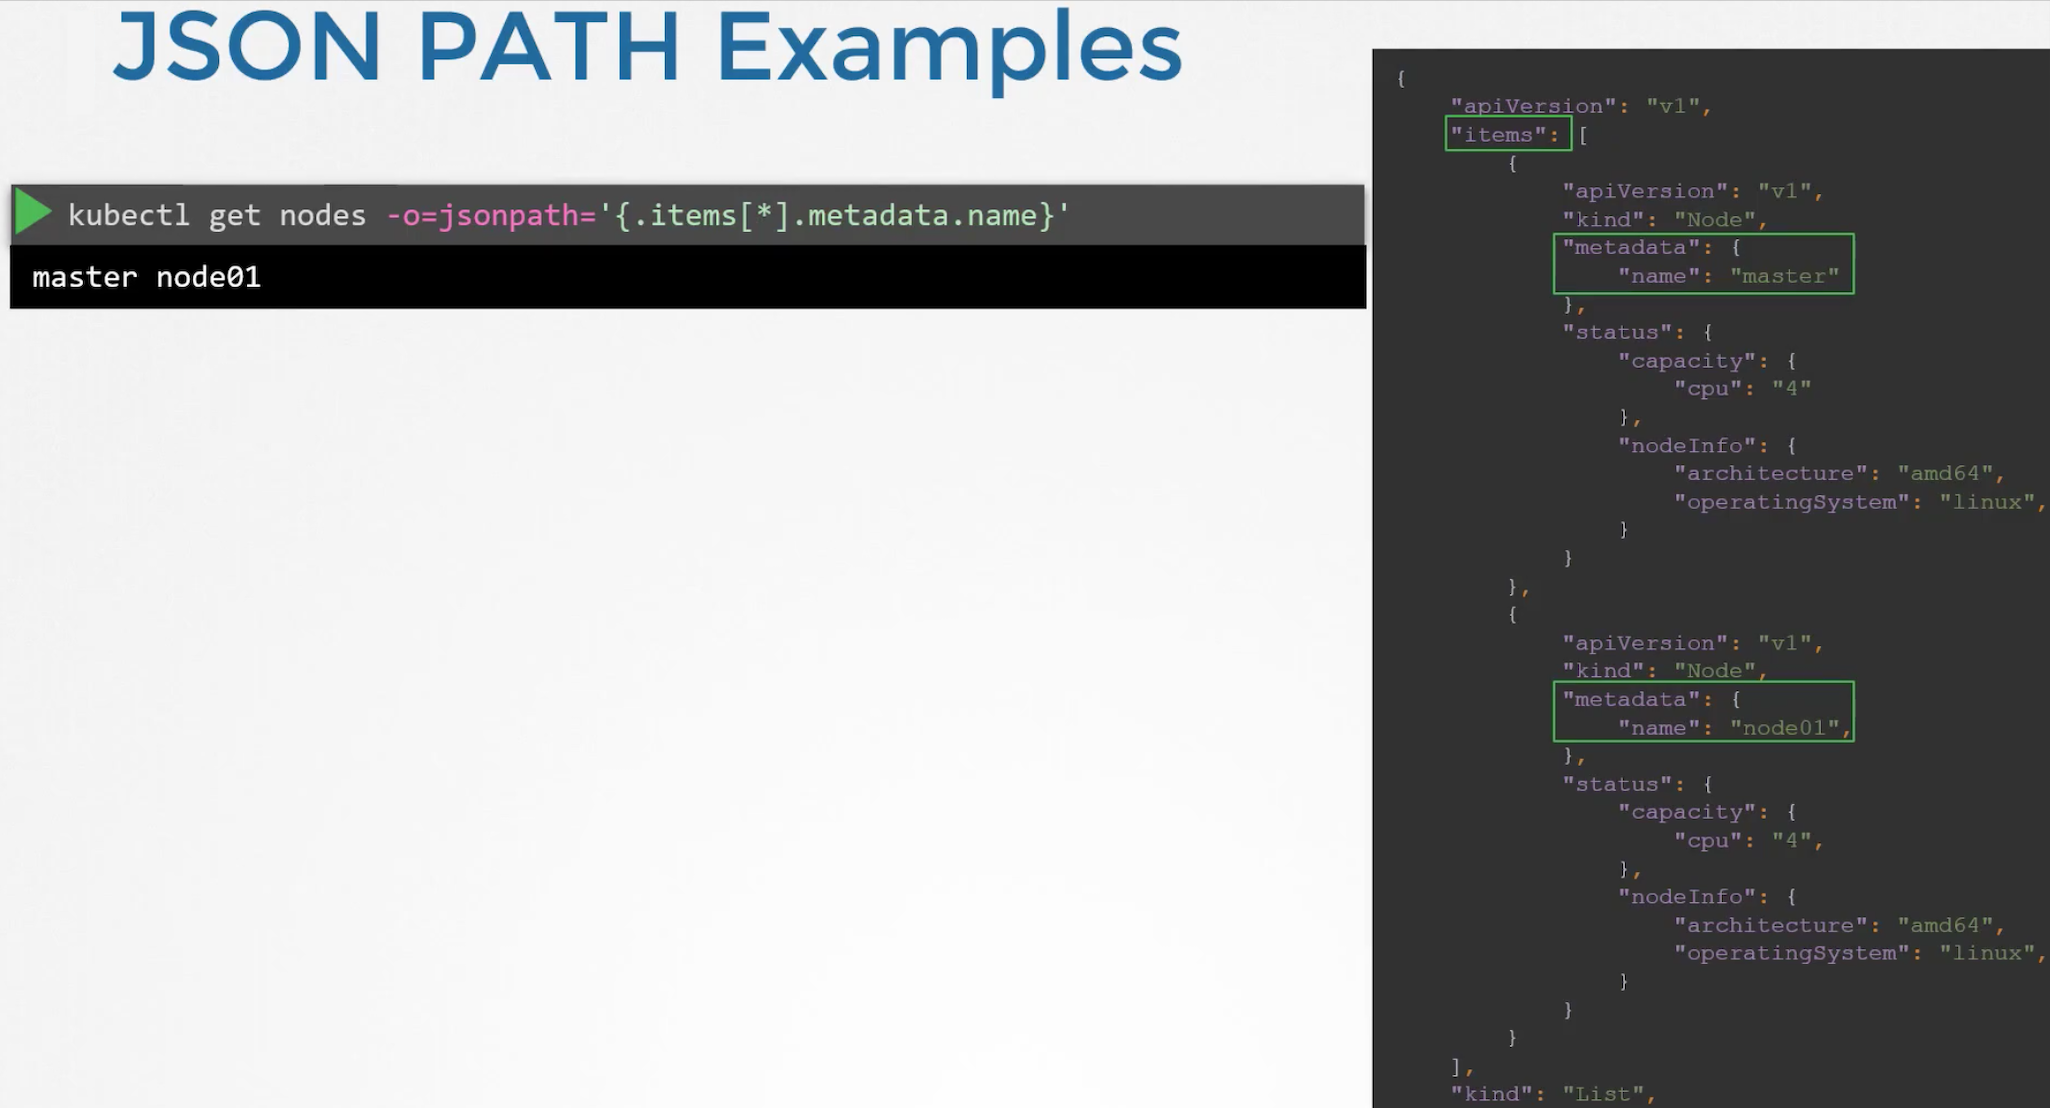 JSON PATH Examples
kubectl get nodes -o=jsonpath='{.items[*].metadata.name}'
master node01
{
"apiVersion": "v1",
"items": [
{
"apiVersion": "v1",
"kind": "Node",
"metadata": {
"name": "master"
},
"status": {
"capacity": {
"cpu": "4"
},
"nodeInfo": {
"architecture": "amd64",
"operatingSystem": "linux",
}
}
},
{
"apiVersion": "v1",
"kind": "Node",
"metadata": {
"name": "node01",
},
"status": {
"capacity": {
"cpu": "4",
},
"nodeInfo": {
"architecture": "amd64",
"operatingSystem": "linux",
}
}
}
],
"kind": "List",